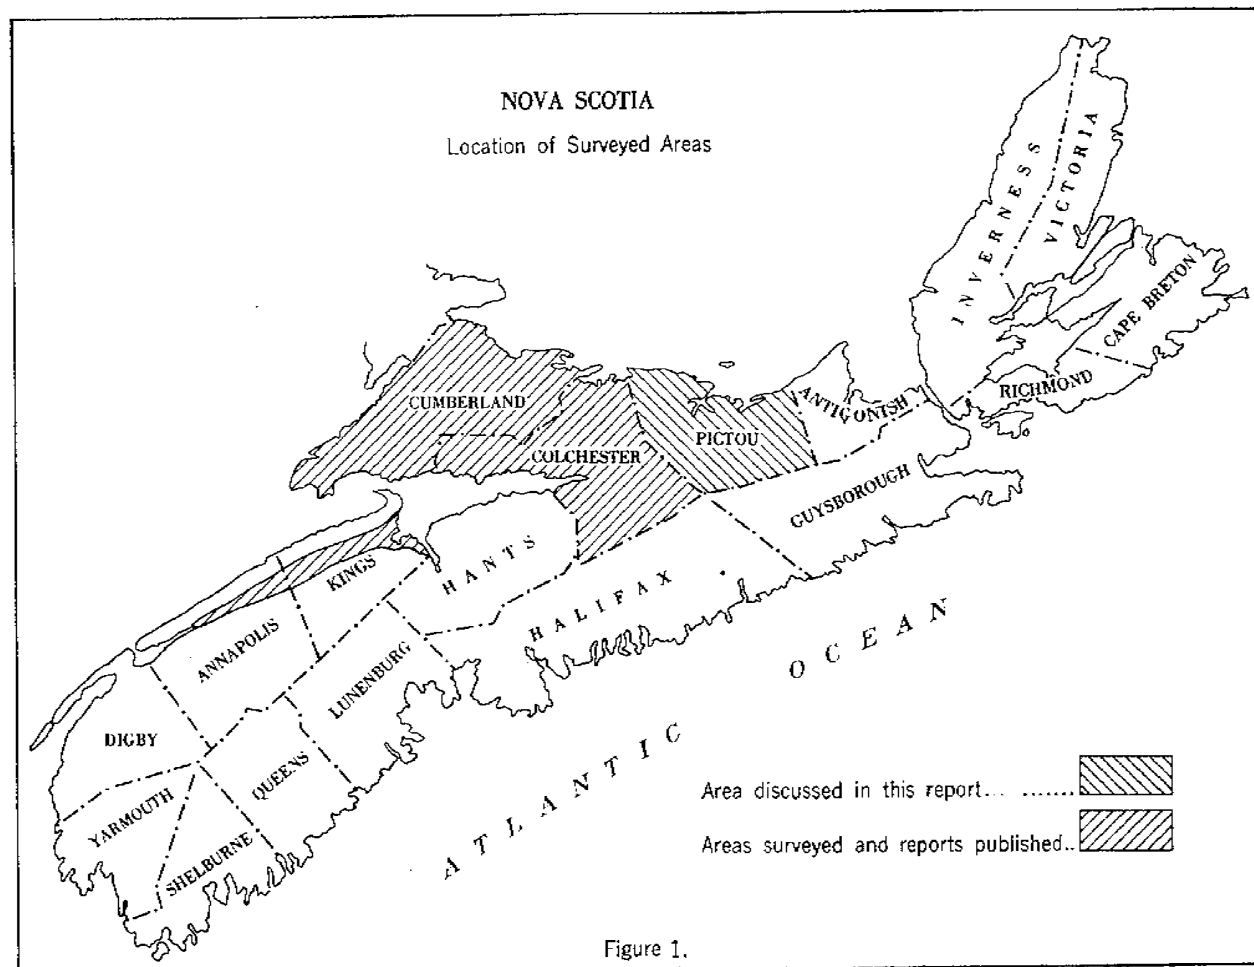 NOVA SCOTIA
Location of Surveyed Areas
INVERNESS
VICTORIA
CAPE BRETON
RICHMOND
ANTIGONISH
CUMBERLAND
PICTOU
COLCHESTER
GUYSBOROUGH
HANTS
KINGS
HALIFAX
ANNAPOLIS
LUNENBURG
DIGBY
QUEENS
YARMOUTH
SHELBURNE
ATLANTIC OCEAN
Area discussed in this report... .......
Areas surveyed and reports published..
Figure 1.